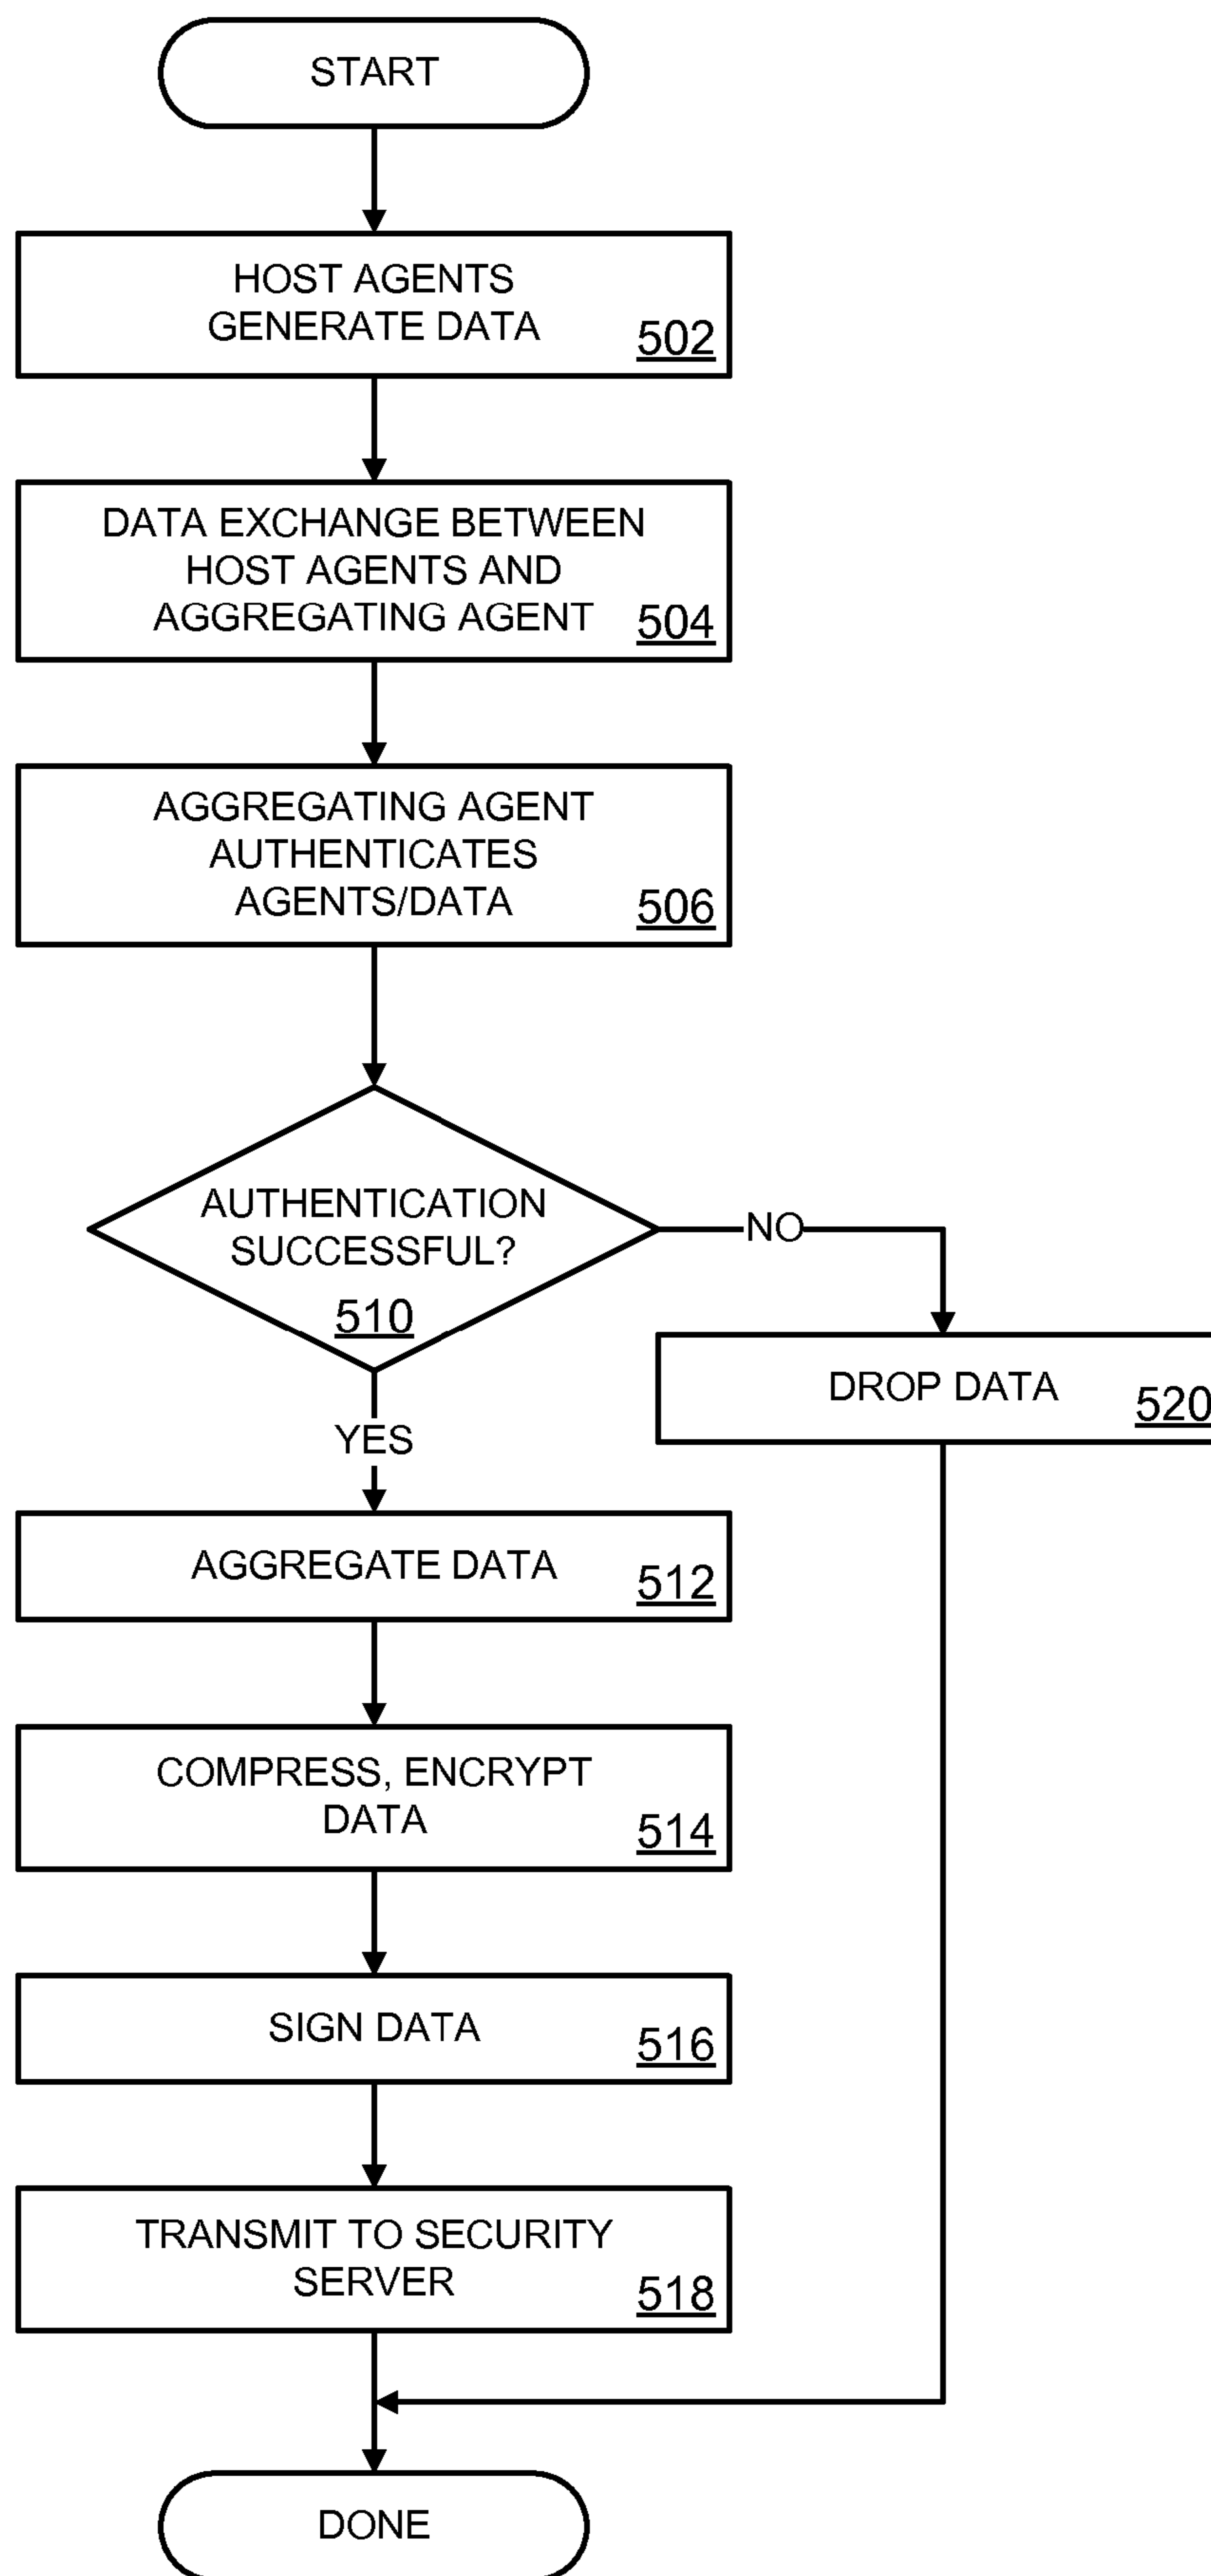 START
HOST AGENTS
GENERATE DATA
502
DATA EXCHANGE BETWEEN
HOST AGENTS AND
AGGREGATING AGENT
504
AGGREGATING AGENT
AUTHENTICATES
AGENTS/DATA
506
AUTHENTICATION
SUCCESSFUL?
510
NO
DROP DATA
520
YES
AGGREGATE DATA
512
COMPRESS, ENCRYPT
DATA
514
SIGN DATA
516
TRANSMIT TO SECURITY
SERVER
518
DONE